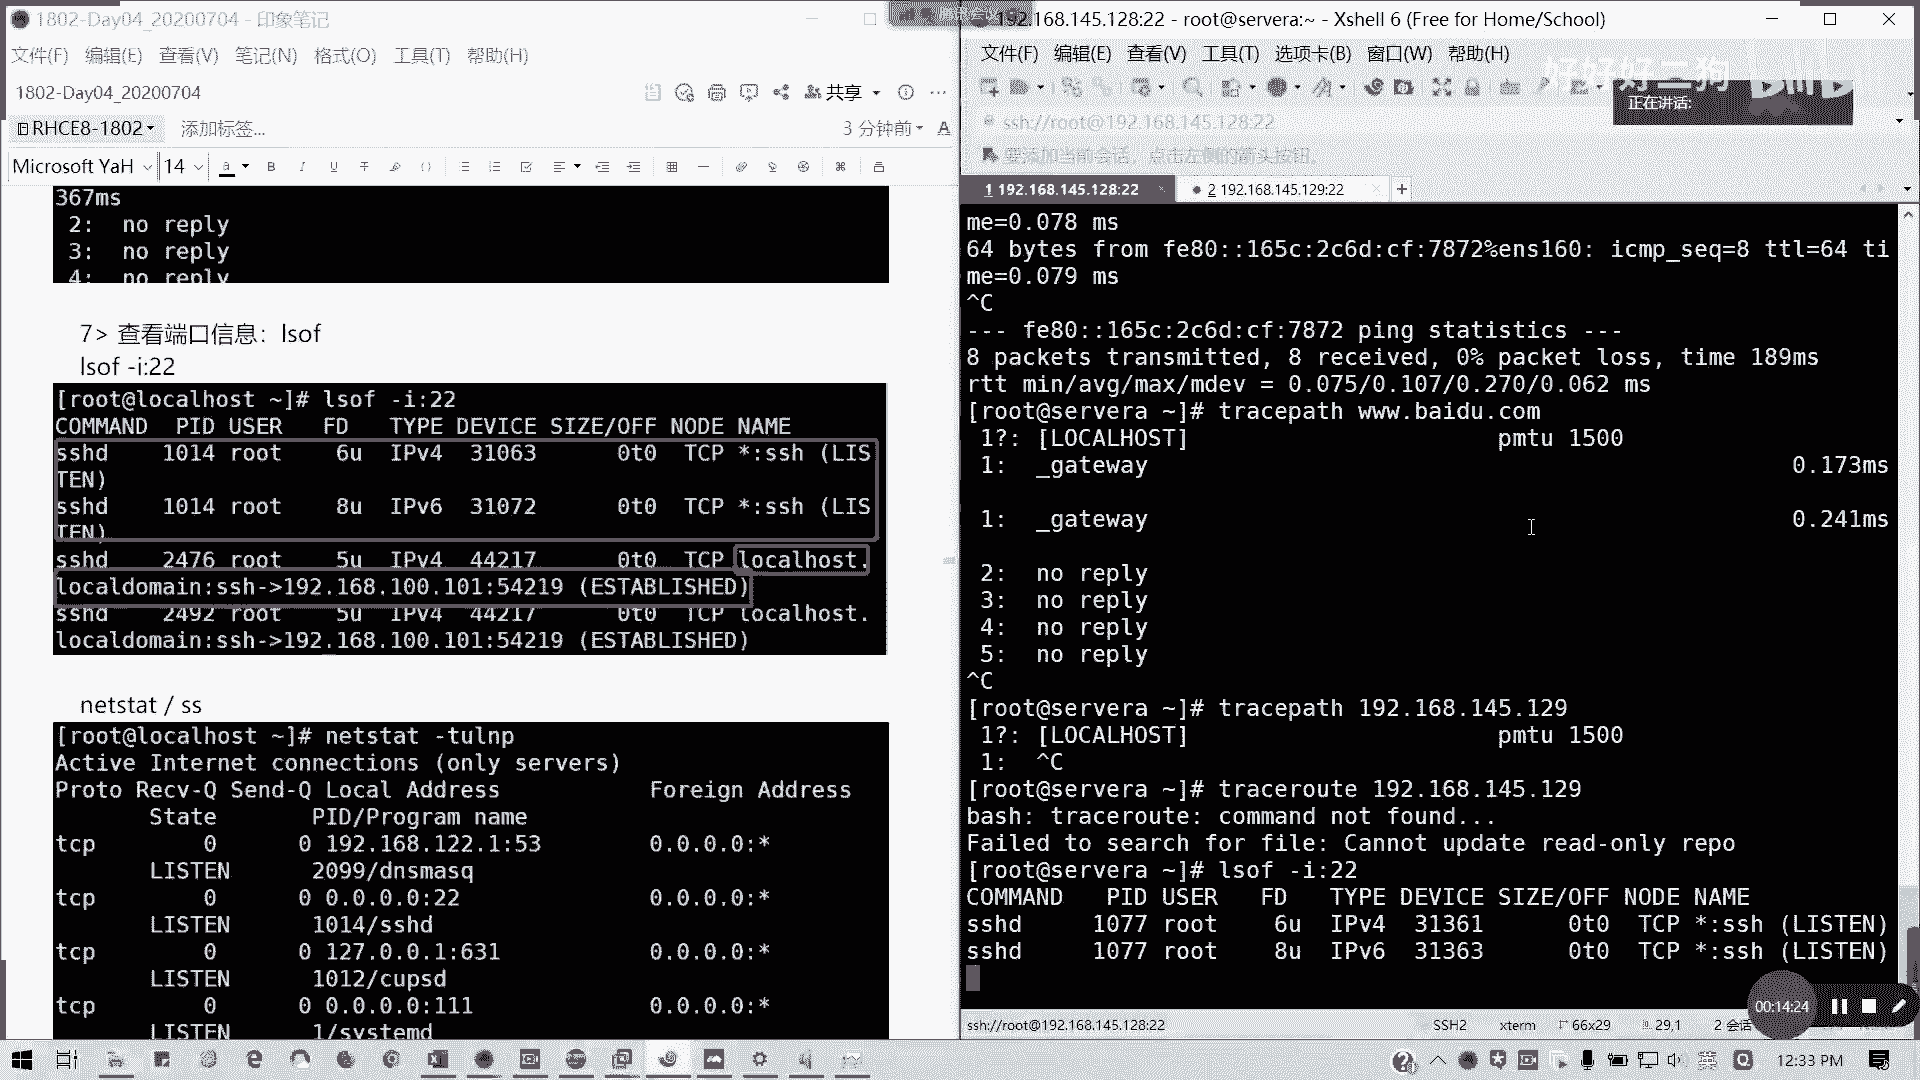 1802-Day04_20200704 - 印象笔记
文件(F) 编辑(E) 查看(V) 笔记(N) 格式(O) 工具(T) 帮助(H)
1802-Day04_20200704
共享
RHCE8-1802 添加标签...
3 分钟前
Microsoft YaH 14
367ms
2: no reply
3: no reply
4: no reply
7> 查看端口信息: lsof
lsof -i:22
[root@localhost ~]# lsof -i:22
COMMAND PID USER FD TYPE DEVICE SIZE/OFF NODE NAME
sshd 1014 root 6u IPv4 31063 0t0 TCP *:ssh (LIS
TEN)
sshd 1014 root 8u IPv6 31072 0t0 TCP *:ssh (LIS
TEN)
sshd 2476 root 5u IPv4 44217 0t0 TCP localhost.
localdomain:ssh->192.168.100.101:54219 (ESTABLISHED)
sshd 2492 root 5u IPv4 44217 0t0 TCP localhost.
localdomain:ssh->192.168.100.101:54219 (ESTABLISHED)
netstat / ss
[root@localhost ~]# netstat -tulnp
Active Internet connections (only servers)
Proto Recv-Q Send-Q Local Address Foreign Address
State PID/Program name
tcp 0 0 192.168.122.1:53 0.0.0.0:*
LISTEN 2099/dnsmasq
tcp 0 0 0.0.0.0:22 0.0.0.0:*
LISTEN 1014/sshd
tcp 0 0 127.0.0.1:631 0.0.0.0:*
LISTEN 1012/cupsd
tcp 0 0 0.0.0.0:111 0.0.0.0:*
LISTEN 1/systemd
192.168.145.128:22 - root@servera:~ - Xshell 6 (Free for Home/School)
文件(F) 编辑(E) 查看(V) 工具(T) 选项卡(B) 窗口(W) 帮助(H)
好好好二狗
正在讲话:
ssh://root@192.168.145.128:22
要添加当前会话，点击左侧的箭头按钮。
1 192.168.145.128:22 × 2 192.168.145.129:22 × +
me=0.078 ms
64 bytes from fe80::165c:2c6d:cf:7872%ens160: icmp_seq=8 ttl=64 ti
me=0.079 ms
^C
--- fe80::165c:2c6d:cf:7872 ping statistics ---
8 packets transmitted, 8 received, 0% packet loss, time 189ms
rtt min/avg/max/mdev = 0.075/0.107/0.270/0.062 ms
[root@servera ~]# tracepath www.baidu.com
1?: [LOCALHOST] pmtu 1500
1: _gateway 0.173ms
1: _gateway 0.241ms
2: no reply
3: no reply
4: no reply
5: no reply
^C
[root@servera ~]# tracepath 192.168.145.129
1?: [LOCALHOST] pmtu 1500
1: ^C
[root@servera ~]# traceroute 192.168.145.129
bash: traceroute: command not found...
Failed to search for file: Cannot update read-only repo
[root@servera ~]# lsof -i:22
COMMAND PID USER FD TYPE DEVICE SIZE/OFF NODE NAME
sshd 1077 root 6u IPv4 31361 0t0 TCP *:ssh (LISTEN)
sshd 1077 root 8u IPv6 31363 0t0 TCP *:ssh (LISTEN)
00:14:24
ssh://root@192.168.145.128:22 SSH2 xterm 66x29 29,1 2 会话
英 12:33 PM